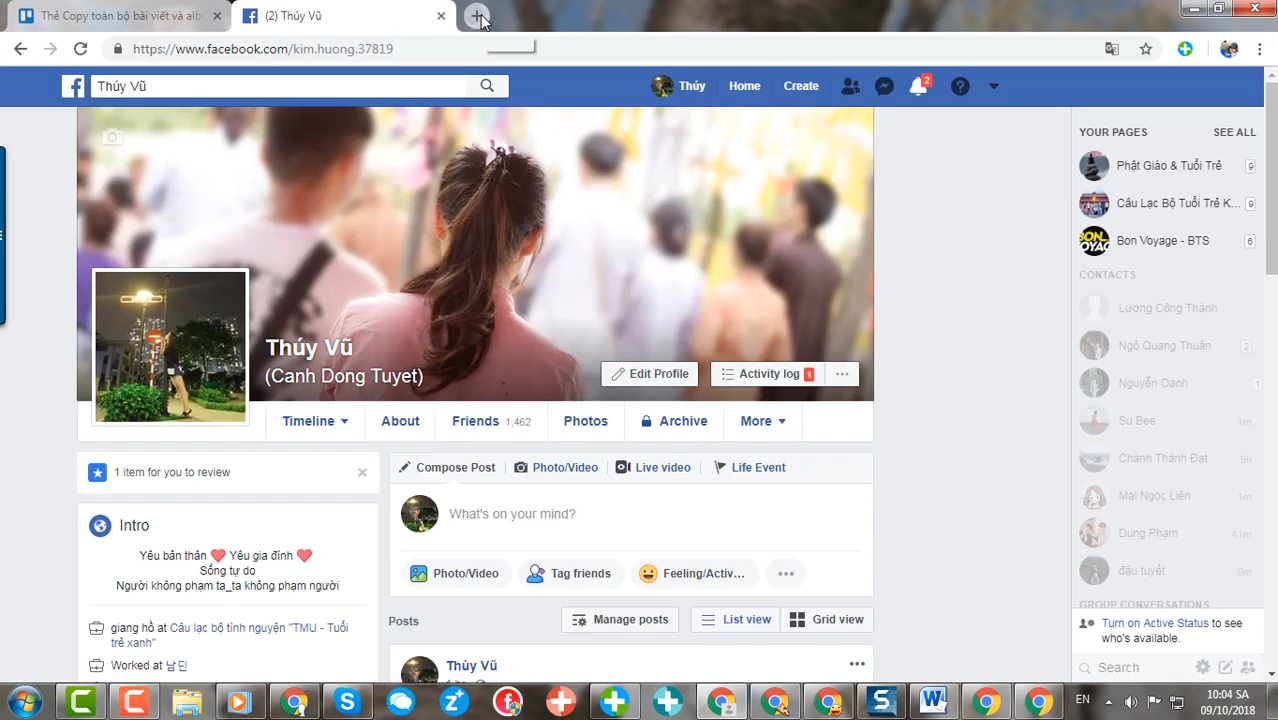 Thẻ Copy toàn bộ bài viết và alb
(2) Thúy Vũ
https://www.facebook.com/kim.huong.37819
Thúy Vũ
Thúy
Home
Create
2
YOUR PAGES
SEE ALL
Phật Giáo & Tuổi Trẻ
9
Câu Lạc Bộ Tuổi Trẻ K...
9
Bon Voyage - BTS
6
CONTACTS
Lương Công Thành
Ngô Quang Thuân
2
Nguyễn Oanh
Su Bee
1m
Chánh Thành Đạt
9h
Mai Ngọc Liên
1m
Dung Phạm
41m
đậu tuyết
9m
GROUP CONVERSATIONS
Turn on Active Status to see
who's available.
Search
Thúy Vũ
(Canh Dong Tuyet)
Edit Profile
Activity log 1
Timeline
About
Friends 1,462
Photos
Archive
More
1 item for you to review
Compose Post
Photo/Video
Live video
Life Event
What's on your mind?
Photo/Video
Tag friends
Feeling/Activ...
Intro
Yêu bản thân ❤ Yêu gia đình ❤
Sống tự do
Người không phạm ta_ta không phạm người
giang hồ at Câu lạc bộ tình nguyện "TMU - Tuổi
trẻ xanh"
Worked at 남딘
Posts
Manage posts
List view
Grid view
Thúy Vũ
EN
10:04 SA
09/10/2018